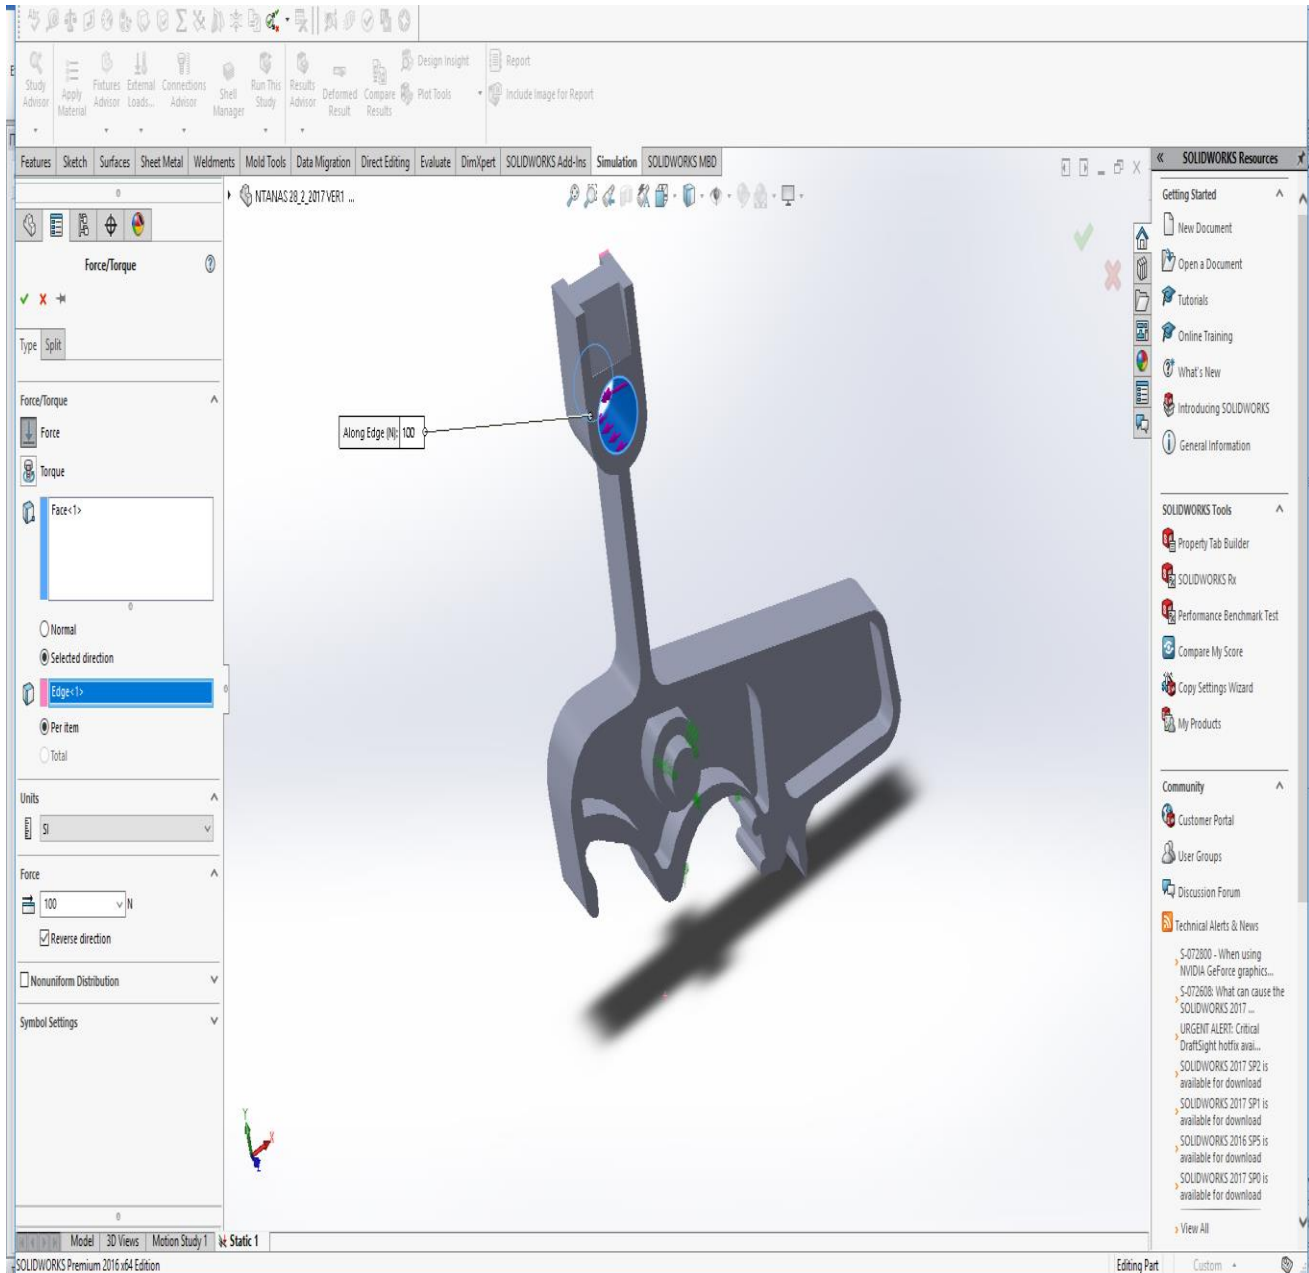 Study Advisor
Apply Material
Fixtures Advisor
External Loads...
Connections Advisor
Shell Manager
Run This Study
Results Advisor
Deformed Result
Compare Results
Design Insight
Plot Tools
Report
Include Image for Report
Features Sketch Surfaces Sheet Metal Weldments Mold Tools Data Migration Direct Editing Evaluate DimXpert SOLIDWORKS Add-Ins Simulation SOLIDWORKS MBD
NTANAS 28_2_2017 VER1 ...
Force/Torque
Type Split
Force/Torque
Force
Torque
Face<1>
Normal
Selected direction
Edge<1>
Per item
Total
Units
SI
Force
100 N
Reverse direction
Nonuniform Distribution
Symbol Settings
Along Edge (N): 100
Y
X
SOLIDWORKS Resources
Getting Started
New Document
Open a Document
Tutorials
Online Training
What's New
Introducing SOLIDWORKS
General Information
SOLIDWORKS Tools
Property Tab Builder
SOLIDWORKS Rx
Performance Benchmark Test
Compare My Score
Copy Settings Wizard
My Products
Community
Customer Portal
User Groups
Discussion Forum
Technical Alerts & News
S-072800 - When using
NVIDIA GeForce graphics...
S-072608: What can cause the
SOLIDWORKS 2017 ...
URGENT ALERT: Critical
DraftSight hotfix avai...
SOLIDWORKS 2017 SP2 is
available for download
SOLIDWORKS 2017 SP1 is
available for download
SOLIDWORKS 2016 SP5 is
available for download
SOLIDWORKS 2017 SP0 is
available for download
View All
Model 3D Views Motion Study 1 Static 1
SOLIDWORKS Premium 2016 x64 Edition
Editing Part
Custom